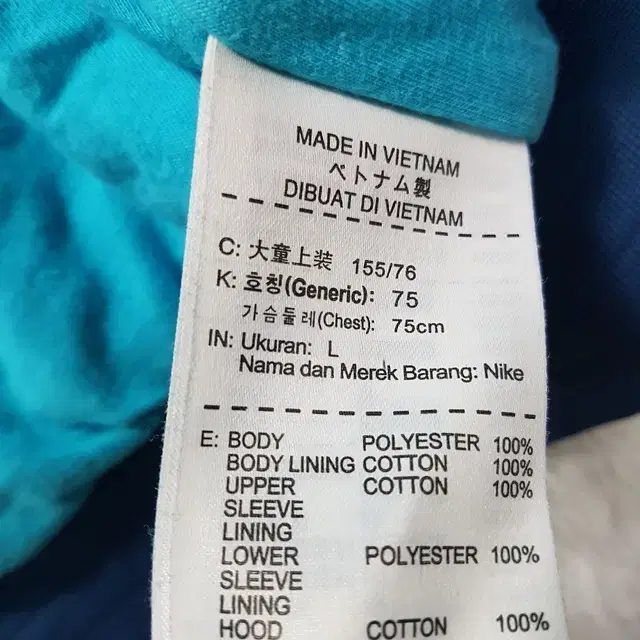 MADE IN VIETNAM
ベトナム製
DIBUAT DI VIETNAM
C: 大童上装 155/76
K: 호칭(Generic): 75
가슴둘레(Chest): 75cm
IN: Ukuran: L
Nama dan Merek Barang: Nike
E: BODY POLYESTER 100%
BODY LINING COTTON 100%
UPPER COTTON 100%
SLEEVE
LINING
LOWER POLYESTER 100%
SLEEVE
LINING
HOOD COTTON 100%